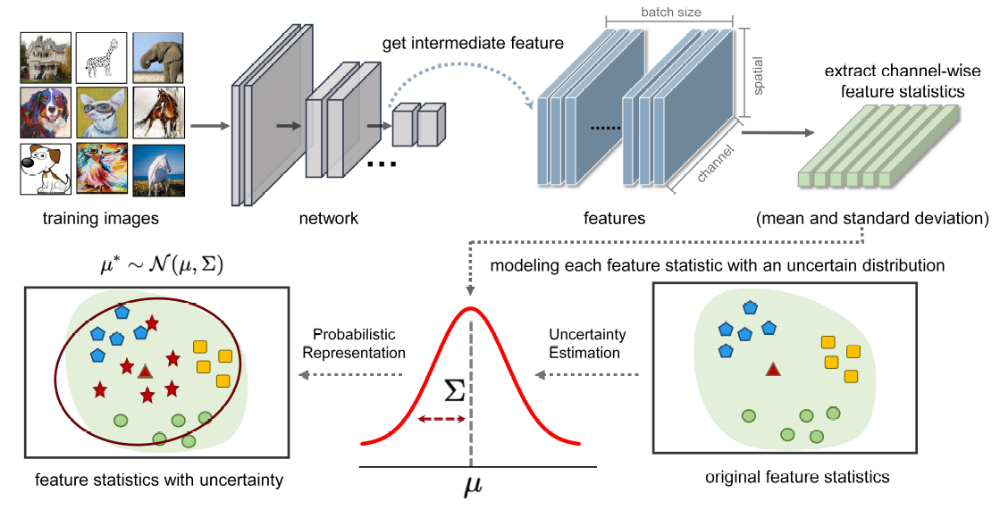 batch size
get intermediate feature
spatial
extract channel-wise
feature statistics
......
channel
...
training images
network
features
(mean and standard deviation)
μ* ~ N(μ, Σ)
modeling each feature statistic with an uncertain distribution
Probabilistic
Representation
Uncertainty
Estimation
Σ
feature statistics with uncertainty
μ
original feature statistics